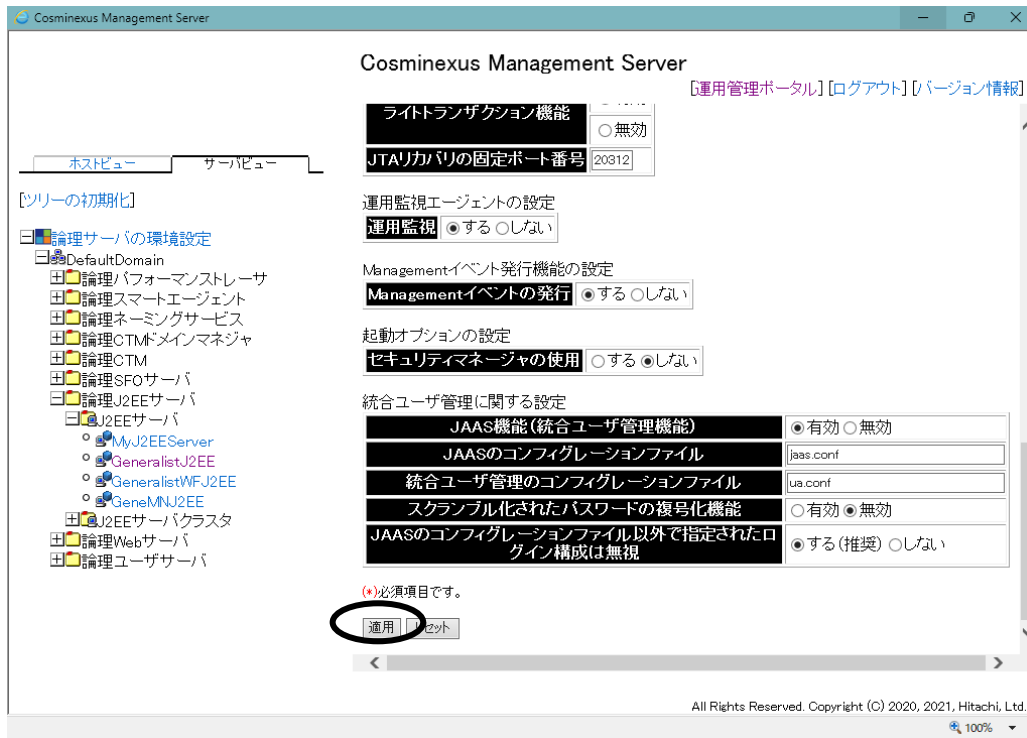 Cosminexus Management Server
Cosminexus Management Server
[運用管理ポータル] [ログアウト] [バージョン情報]
ホストビュー サーバビュー
[ツリーの初期化]
論理サーバの環境設定
DefaultDomain
論理パフォーマンストレーサ
論理スマートエージェント
論理ネーミングサービス
論理CTMドメインマネジャ
論理CTM
論理SFOサーバ
論理J2EEサーバ
J2EEサーバ
MyJ2EEServer
GeneralistJ2EE
GeneralistWFJ2EE
GeneMNJ2EE
J2EEサーバクラスタ
論理Webサーバ
論理ユーザサーバ
ライトトランザクション機能
無効
JTAリカバリの固定ポート番号 20312
運用監視エージェントの設定
運用監視 する しない
Managementイベント発行機能の設定
Managementイベントの発行 する しない
起動オプションの設定
セキュリティマネージャの使用 する しない
統合ユーザ管理に関する設定
JAAS機能(統合ユーザ管理機能) 有効 無効
JAASのコンフィグレーションファイル jaas.conf
統合ユーザ管理のコンフィグレーションファイル ua.conf
スクランブル化されたパスワードの復号化機能 有効 無効
JAASのコンフィグレーションファイル以外で指定されたロ
グイン構成は無視 する(推奨) しない
(*)必須項目です。
適用 リセット
All Rights Reserved. Copyright (C) 2020, 2021, Hitachi, Ltd.
100%